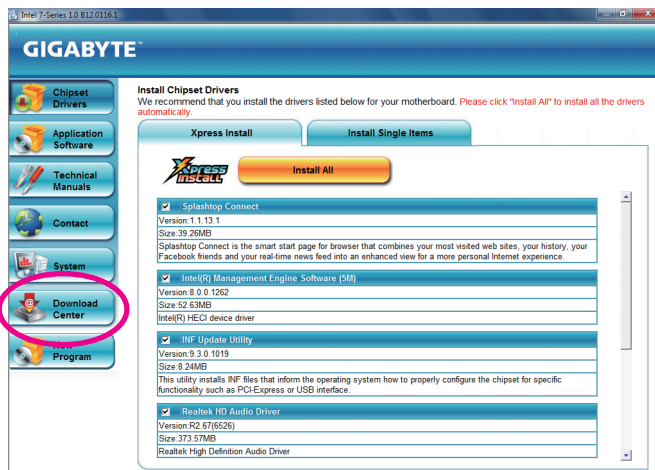 Intel 7-Series 1.0 B12.0116.1
GIGABYTE™
Chipset
Drivers
Application
Software
Technical
Manuals
Contact
System
Download
Center
New
Program
Install Chipset Drivers
We recommend that you install the drivers listed below for your motherboard. Please click "Install All" to install all the drivers
automatically.
Xpress Install
Install Single Items
Xpress
Install
Install All
Splashtop Connect
Version:1.1.13.1
Size:39.26MB
Splashtop Connect is the smart start page for browser that combines your most visited web sites, your history, your
Facebook friends and your real-time news feed into an enhanced view for a more personal Internet experience.
Intel(R) Management Engine Software (5M)
Version:8.0.0.1262
Size:52.63MB
Intel(R) HECI device driver
INF Update Utility
Version:9.3.0.1019
Size:8.24MB
This utility installs INF files that inform the operating system how to properly configure the chipset for specific
functionality such as PCI-Express or USB interface.
Realtek HD Audio Driver
Version:R2.67(6526)
Size:373.57MB
Realtek High Definition Audio Driver